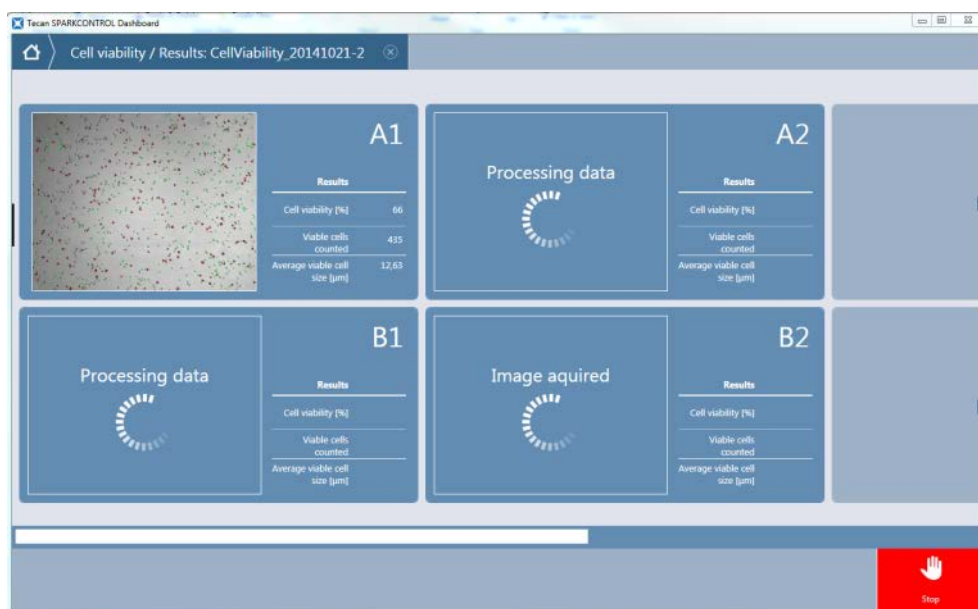 Tecan SPARKCONTROL Dashboard
Cell viability / Results: CellViability_20141021-2
A1
Results
Cell viability [%] 66
Viable cells
counted 435
Average viable cell
size [µm] 12,63
Processing data
A2
Results
Cell viability [%]
Viable cells
counted
Average viable cell
size [µm]
Processing data
B1
Results
Cell viability [%]
Viable cells
counted
Average viable cell
size [µm]
Image aquired
B2
Results
Cell viability [%]
Viable cells
counted
Average viable cell
size [µm]
Stop